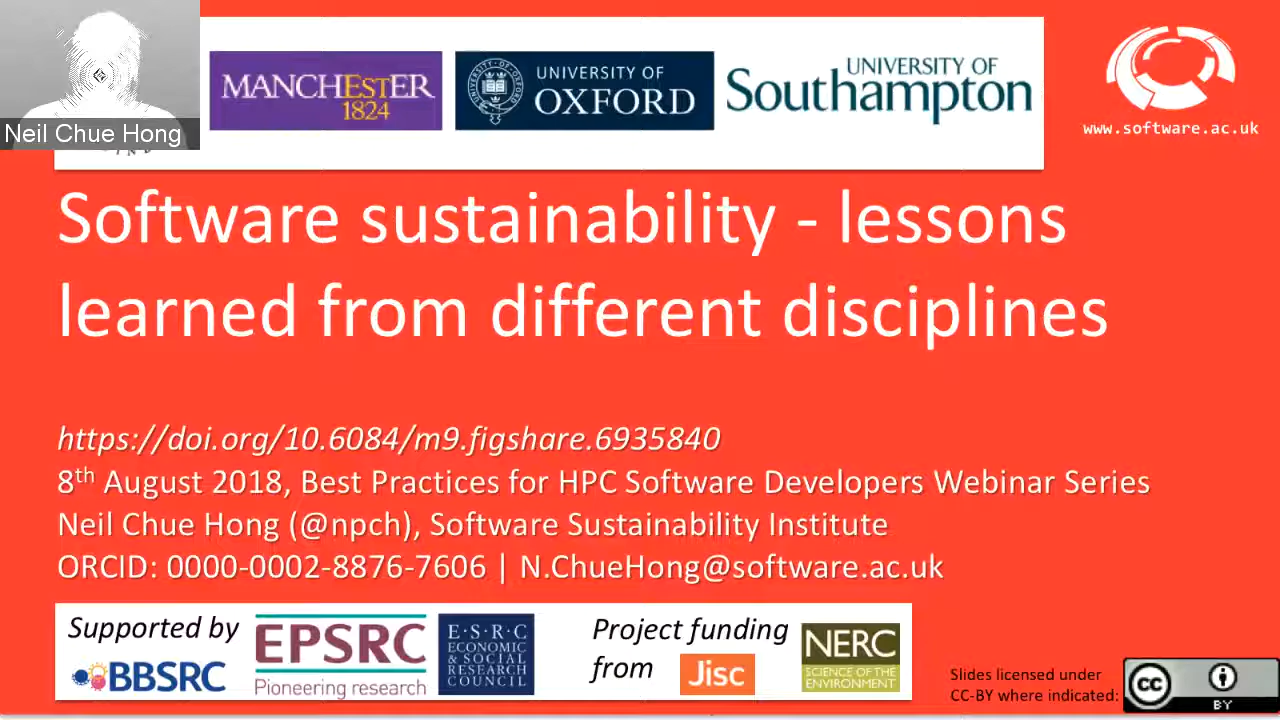 Neil Chue Hong
MANCHESTER
1824
UNIVERSITY OF
OXFORD
UNIVERSITY OF
Southampton
www.software.ac.uk
Software sustainability - lessons
learned from different disciplines
https://doi.org/10.6084/m9.figshare.6935840
8th August 2018, Best Practices for HPC Software Developers Webinar Series
Neil Chue Hong (@npch), Software Sustainability Institute
ORCID: 0000-0002-8876-7606 | N.ChueHong@software.ac.uk
Supported by
BBSRC
EPSRC
Pioneering research
E·S·R·C
ECONOMIC
& SOCIAL
RESEARCH
COUNCIL
Project funding
from
Jisc
NERC
SCIENCE OF THE
ENVIRONMENT
Slides licensed under
CC-BY where indicated:
cc
BY